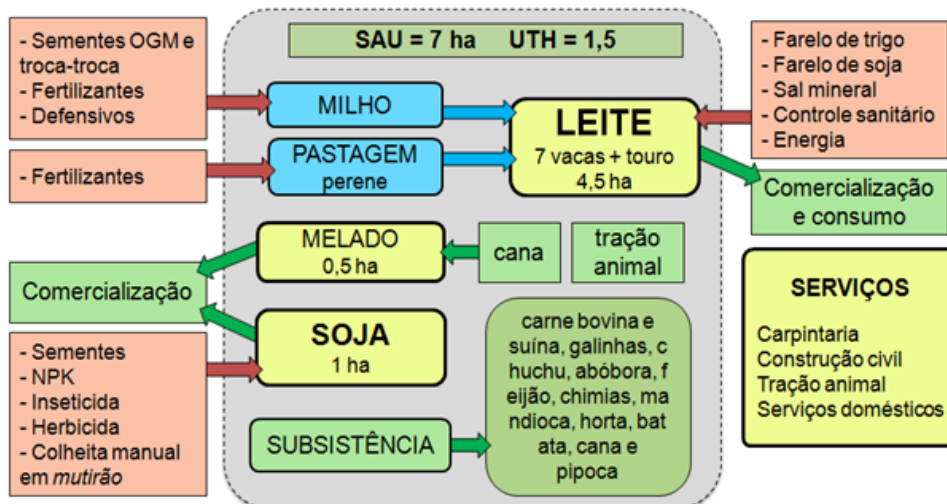 SAU = 7 ha UTH = 1,5
- Sementes OGM e
troca-troca
- Fertilizantes
- Defensivos
MILHO
LEITE
7 vacas + touro
4,5 ha
- Farelo de trigo
- Farelo de soja
- Sal mineral
- Controle sanitário
- Energia
- Fertilizantes
PASTAGEM
perene
Comercialização
e consumo
MELADO
0,5 ha
cana
tração
animal
Comercialização
SOJA
1 ha
- Sementes
- NPK
- Inseticida
- Herbicida
- Colheita manual
em mutirão
SUBSISTÊNCIA
carne bovina e
suína, galinhas, c
huchu, abóbora, f
eijão, chimias, ma
ndioca, horta, bat
ata, cana e
pipoca
SERVIÇOS
Carpintaria
Construção civil
Tração animal
Serviços domésticos